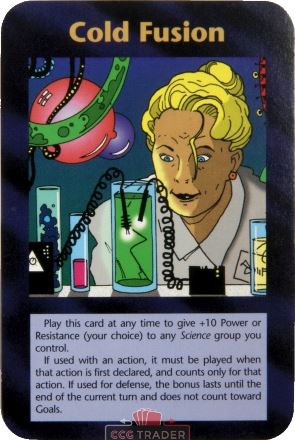 Cold Fusion
Play this card at any time to give +10 Power or
Resistance (your choice) to any Science group you
control.
If used with an action, it must be played when
that action is first declared, and counts only for that
action. If used for defense, the bonus lasts until the
end of the current turn and does not count toward
Goals.
CCG TRADER